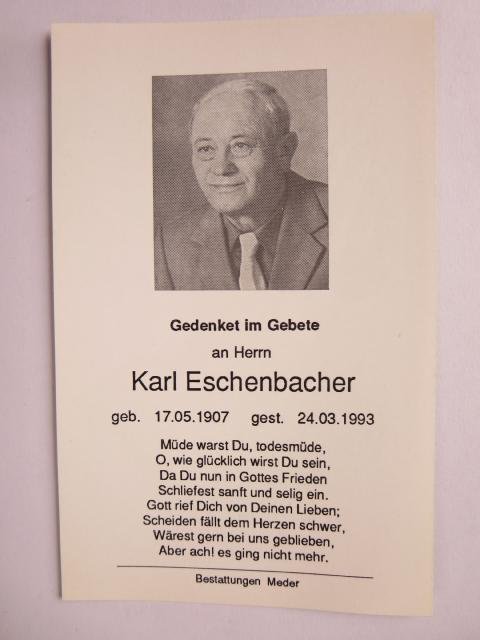 Gedenket im Gebete
an Herrn
Karl Eschenbacher
geb. 17.05.1907 gest. 24.03.1993
Müde warst Du, todesmüde,
O, wie glücklich wirst Du sein,
Da Du nun in Gottes Frieden
Schliefest sanft und selig ein.
Gott rief Dich von Deinen Lieben;
Scheiden fällt dem Herzen schwer,
Wärest gern bei uns geblieben,
Aber ach! es ging nicht mehr.
Bestattungen Meder